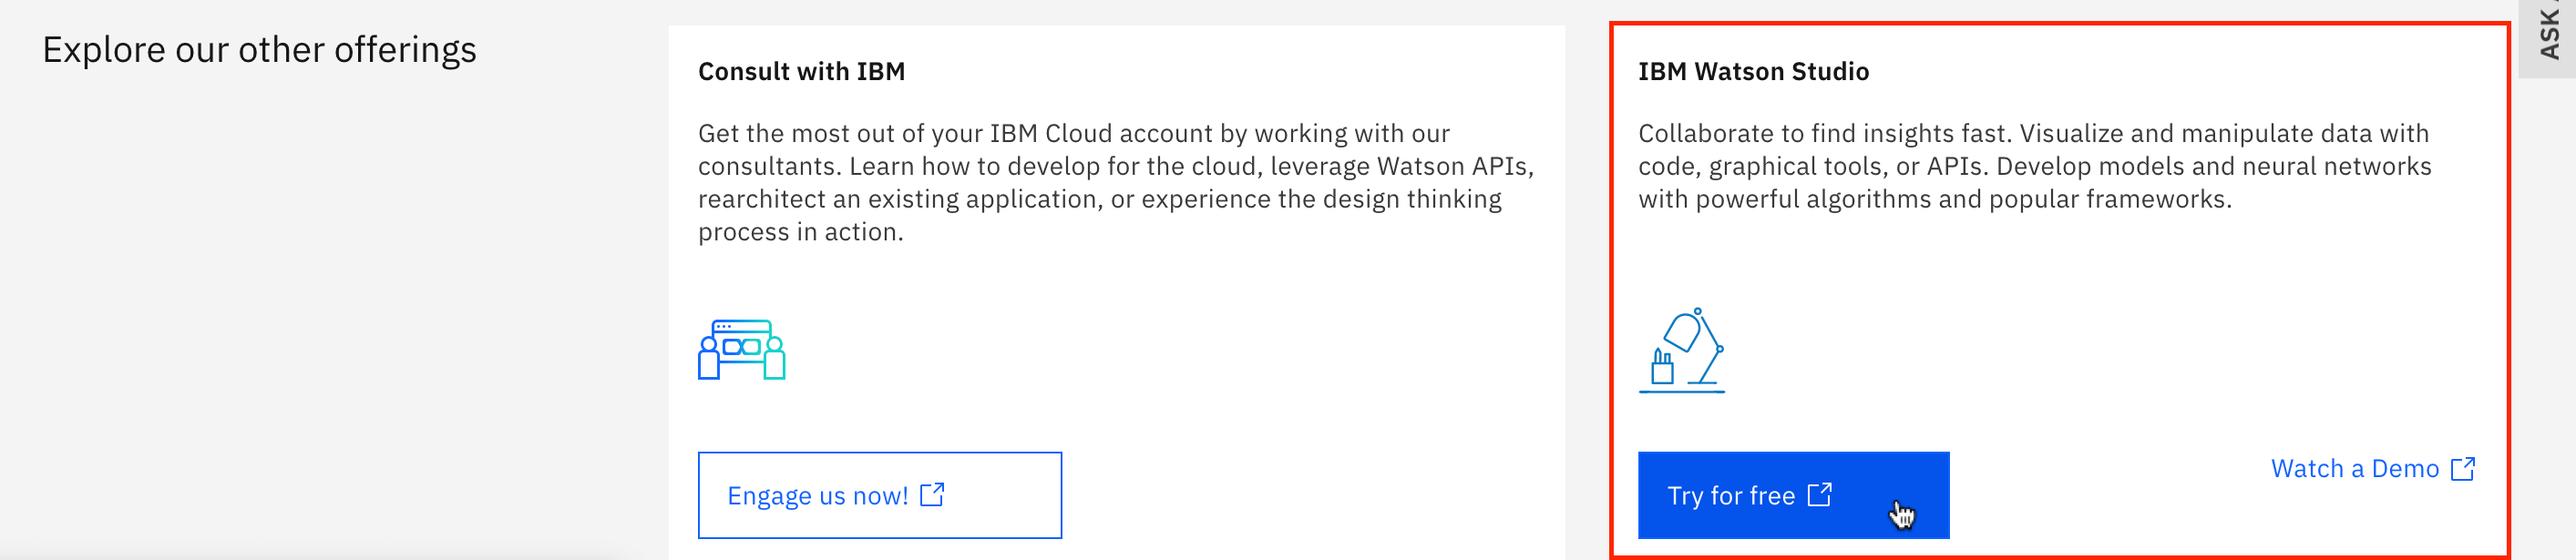 Explore our other offerings
Consult with IBM
Get the most out of your IBM Cloud account by working with our
consultants. Learn how to develop for the cloud, leverage Watson APIs,
rearchitect an existing application, or experience the design thinking
process in action.
Engage us now!
IBM Watson Studio
Collaborate to find insights fast. Visualize and manipulate data with
code, graphical tools, or APIs. Develop models and neural networks
with powerful algorithms and popular frameworks.
Try for free
Watch a Demo
ASK